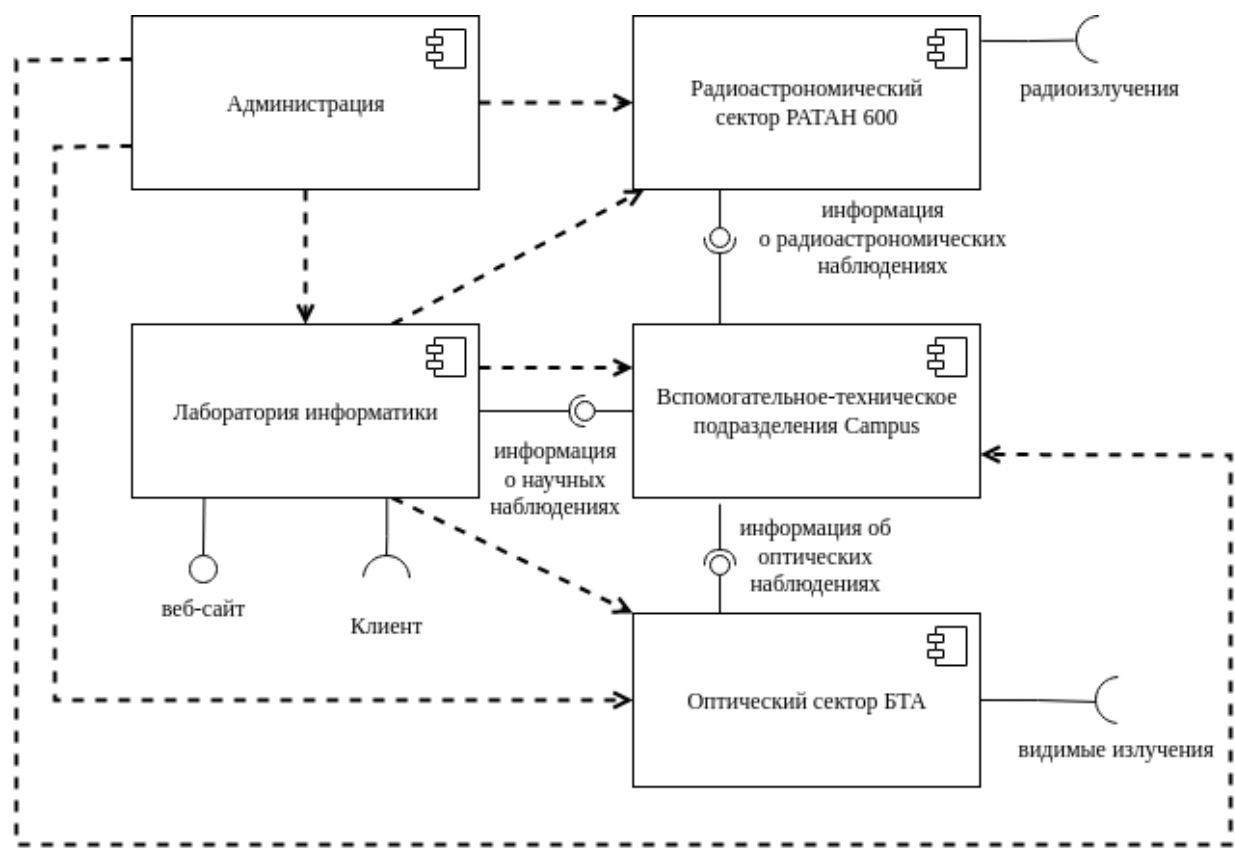 Администрация
Радиоастрономический
сектор РАТАН 600
радиоизлучения
информация
о радиоастрономических
наблюдениях
Лаборатория информатики
Вспомогательное-техническое
подразделения Campus
информация
о научных
наблюдениях
информация об
оптических
наблюдениях
веб-сайт
Клиент
Оптический сектор БТА
видимые излучения